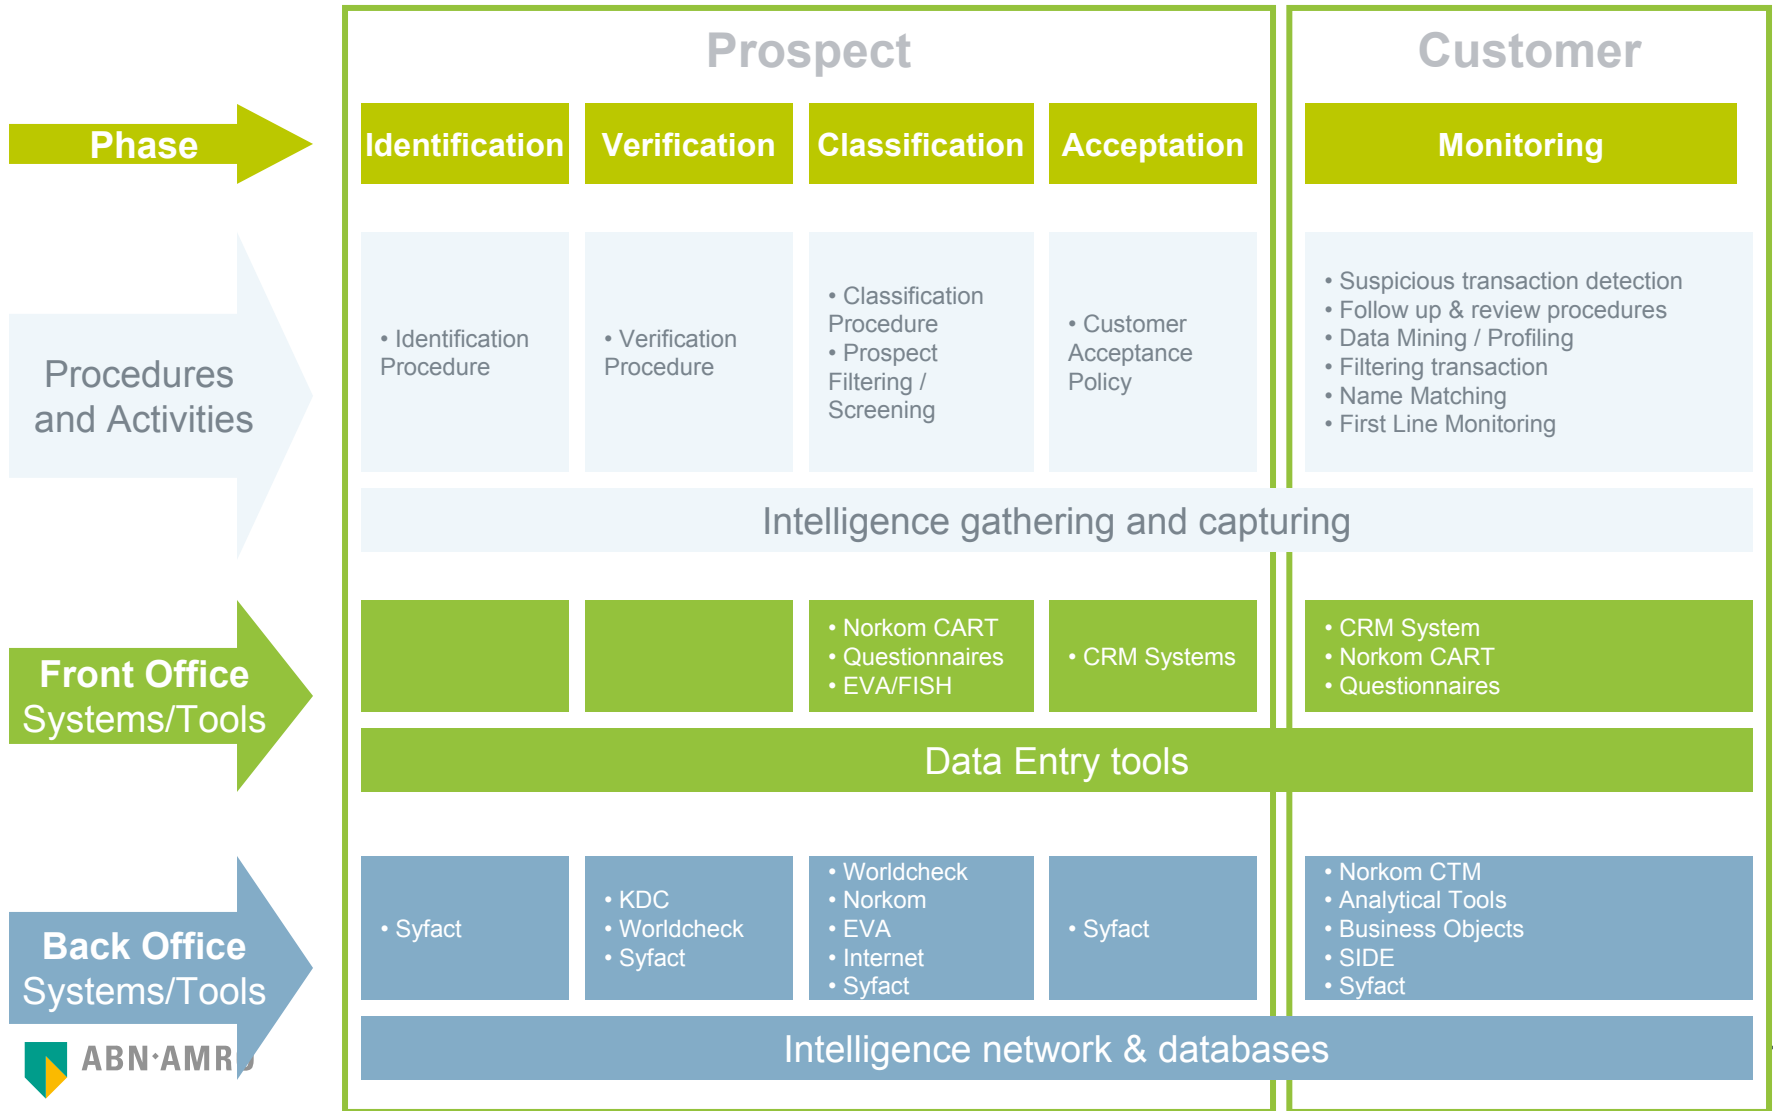 Prospect
Customer
Phase
Identification
Verification
Classification
Acceptation
Monitoring
Procedures
and Activities
• Identification
Procedure
• Verification
Procedure
• Classification
Procedure
• Prospect
Filtering /
Screening
• Customer
Acceptance
Policy
• Suspicious transaction detection
• Follow up & review procedures
• Data Mining / Profiling
• Filtering transaction
• Name Matching
• First Line Monitoring
Intelligence gathering and capturing
Front Office
Systems/Tools
• Norkom CART
• Questionnaires
• EVA/FISH
• CRM Systems
• CRM System
• Norkom CART
• Questionnaires
Data Entry tools
Back Office
Systems/Tools
• Syfact
• KDC
• Worldcheck
• Syfact
• Worldcheck
• Norkom
• EVA
• Internet
• Syfact
• Syfact
• Norkom CTM
• Analytical Tools
• Business Objects
• SIDE
• Syfact
Intelligence network & databases
ABN·AMRO